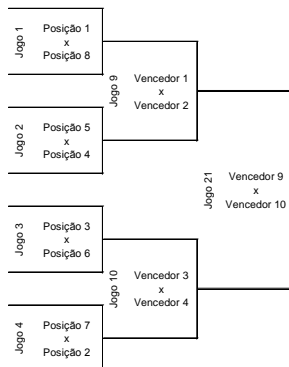 Jogo 1
Posição 1
x
Posição 8
Jogo 9
Vencedor 1
x
Vencedor 2
Jogo 2
Posição 5
x
Posição 4
Jogo 21
Vencedor 9
x
Vencedor 10
Jogo 3
Posição 3
x
Posição 6
Jogo 10
Vencedor 3
x
Vencedor 4
Jogo 4
Posição 7
x
Posição 2